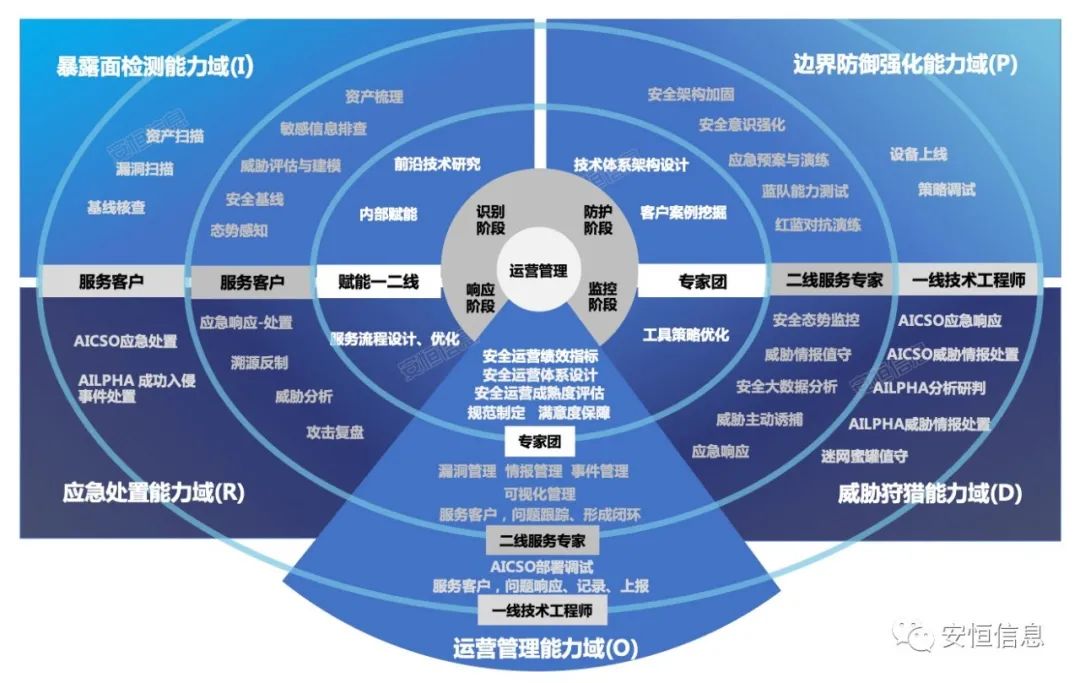 暴露面检测能力域(I)
资产扫描
漏洞扫描
基线核查
资产梳理
敏感信息排查
威胁评估与建模
安全基线
态势感知
前沿技术研究
内部赋能
边界防御强化能力域(P)
安全架构加固
安全意识强化
应急预案与演练
蓝队能力测试
红蓝对抗演练
设备上线
策略调试
技术体系架构设计
客户案例挖掘
识别
阶段
防护
阶段
运营管理
响应
阶段
监控
阶段
服务客户
服务客户
赋能一二线
专家团
二线服务专家
一线技术工程师
AICSO应急处置
AILPHA 成功入侵
事件处置
应急响应-处置
溯源反制
威胁分析
攻击复盘
服务流程设计、优化
应急处置能力域(R)
工具策略优化
安全态势监控
威胁情报值守
安全大数据分析
威胁主动诱捕
应急响应
AICSO应急响应
AICSO威胁情报处置
AILPHA分析研判
AILPHA威胁情报处置
迷网蜜罐值守
威胁狩猎能力域(D)
安全运营绩效指标
安全运营体系设计
安全运营成熟度评估
规范制定 满意度保障
专家团
漏洞管理 情报管理 事件管理
可视化管理
服务客户，问题跟踪、形成闭环
二线服务专家
AICSO部署调试
服务客户，问题响应、记录、上报
一线技术工程师
运营管理能力域(O)
安恒信息
安恒信息
安恒信息
安恒信息
安恒信息